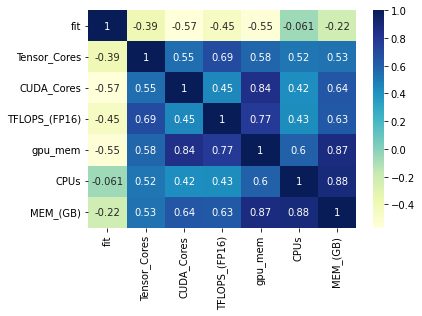 fit 1 -0.39 -0.57 -0.45 -0.55 -0.061 -0.22
Tensor_Cores -0.39 1 0.55 0.69 0.58 0.52 0.53
CUDA_Cores -0.57 0.55 1 0.45 0.84 0.42 0.64
TFLOPS_(FP16) -0.45 0.69 0.45 1 0.77 0.43 0.63
gpu_mem -0.55 0.58 0.84 0.77 1 0.6 0.87
CPUs -0.061 0.52 0.42 0.43 0.6 1 0.88
MEM_(GB) -0.22 0.53 0.64 0.63 0.87 0.88 1
fit
Tensor_Cores
CUDA_Cores
TFLOPS_(FP16)
gpu_mem
CPUs
MEM_(GB)
1.0
0.8
0.6
0.4
0.2
0.0
−0.2
−0.4